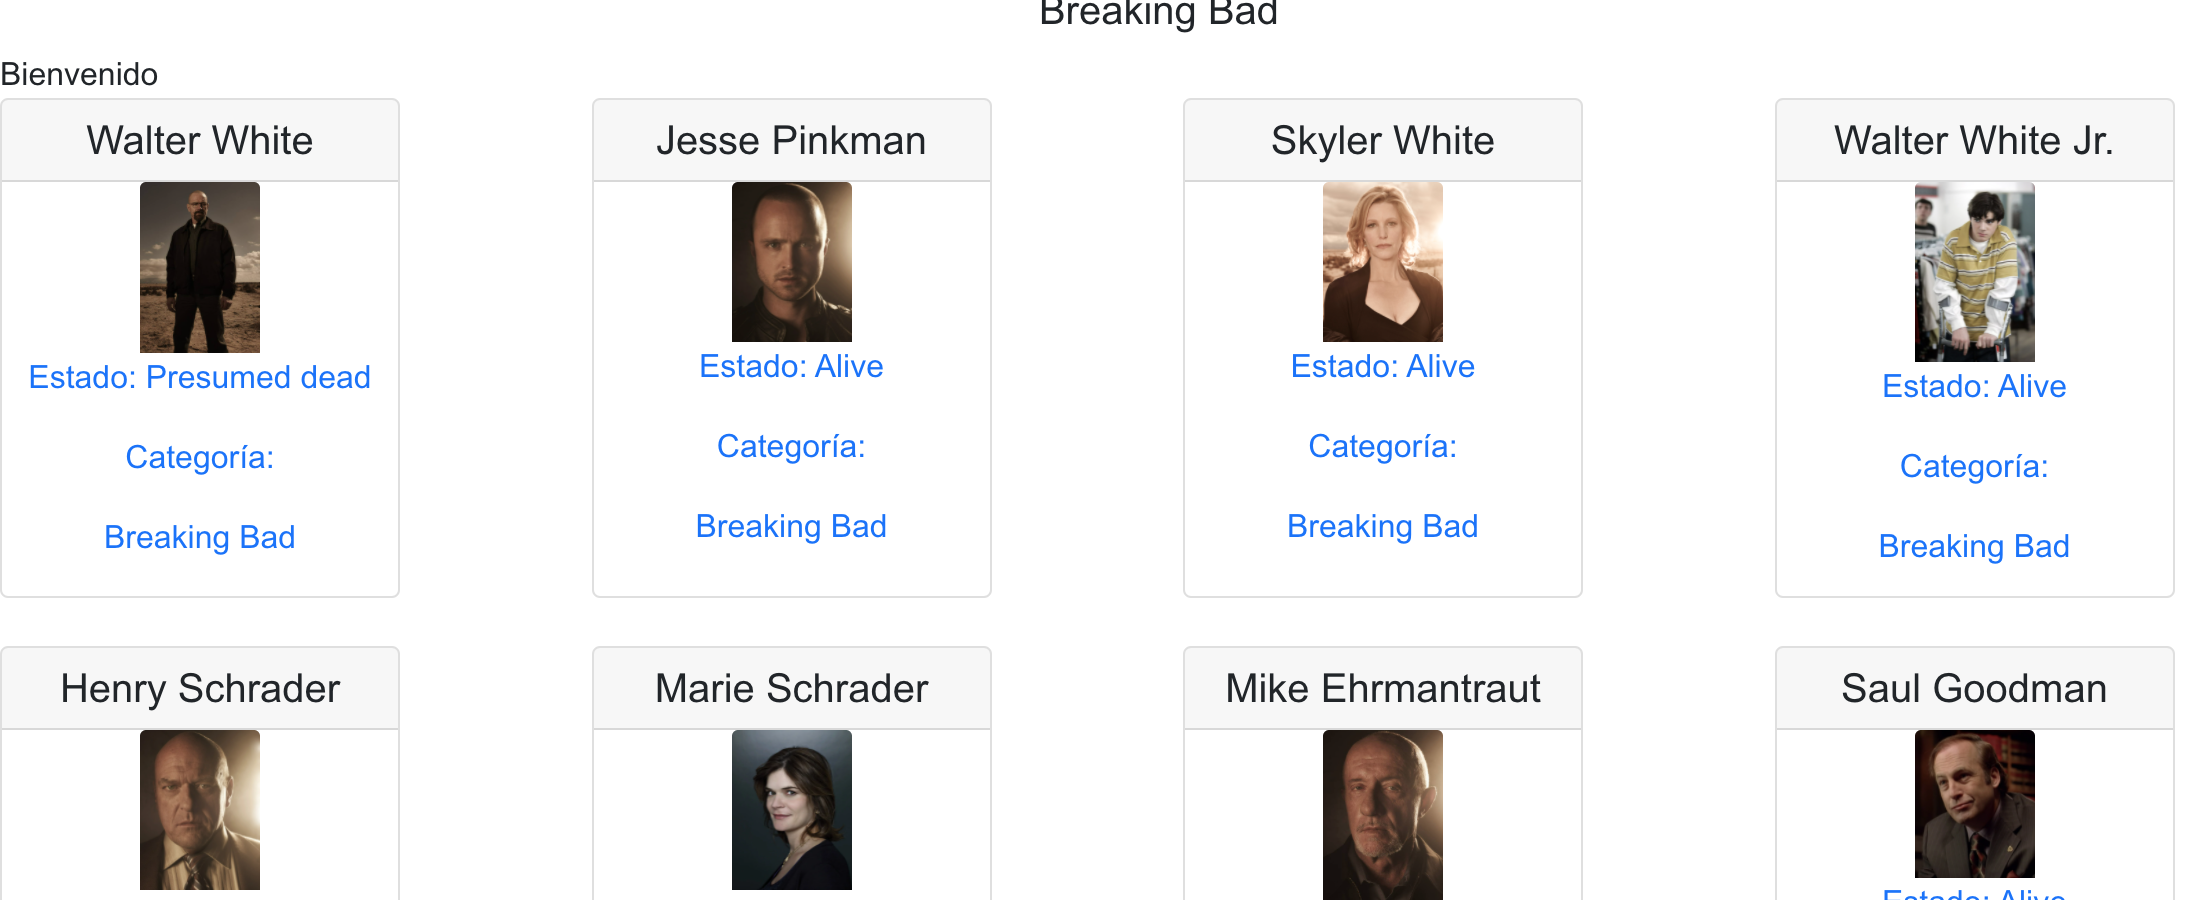 Breaking Bad
Bienvenido
Walter White
Estado: Presumed dead
Categoría:
Breaking Bad
Jesse Pinkman
Estado: Alive
Categoría:
Breaking Bad
Skyler White
Estado: Alive
Categoría:
Breaking Bad
Walter White Jr.
Estado: Alive
Categoría:
Breaking Bad
Henry Schrader
Marie Schrader
Mike Ehrmantraut
Saul Goodman
Estado: Alive